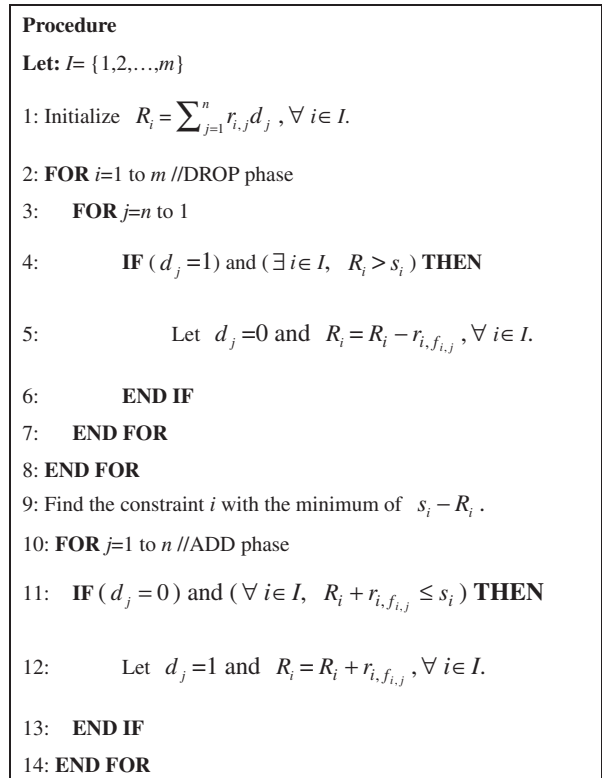 Procedure
Let: I= {1,2,…,m}
1: Initialize R_i = ∑_{j=1}^{n} r_{i,j} d_j , ∀ i ∈ I.
2: FOR i=1 to m //DROP phase
3: FOR j=n to 1
4: IF ( d_j =1) and ( ∃ i ∈ I, R_i > s_i ) THEN
5: Let d_j =0 and R_i = R_i − r_{i,f_{i,j}} , ∀ i ∈ I.
6: END IF
7: END FOR
8: END FOR
9: Find the constraint i with the minimum of s_i − R_i .
10: FOR j=1 to n //ADD phase
11: IF ( d_j = 0 ) and ( ∀ i ∈ I, R_i + r_{i,f_{i,j}} ≤ s_i ) THEN
12: Let d_j =1 and R_i = R_i + r_{i,f_{i,j}} , ∀ i ∈ I.
13: END IF
14: END FOR